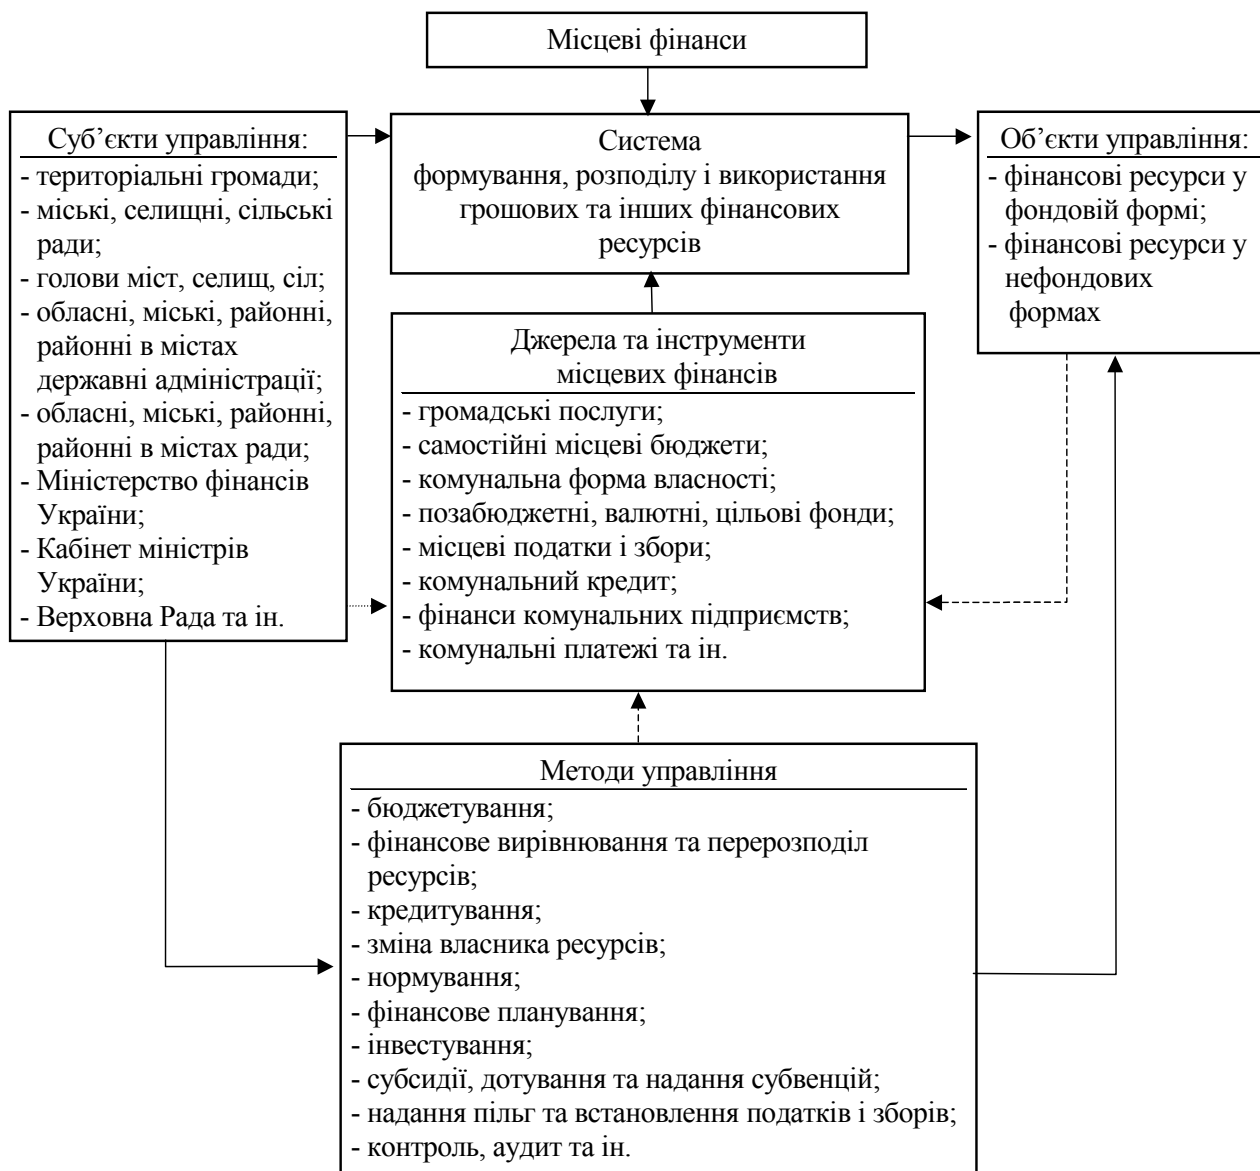 Місцеві фінанси
Суб’єкти управління:
- територіальні громади;
- міські, селищні, сільські
ради;
- голови міст, селищ, сіл;
- обласні, міські, районні,
районні в містах
державні адміністрації;
- обласні, міські, районні,
районні в містах ради;
- Міністерство фінансів
України;
- Кабінет міністрів
України;
- Верховна Рада та ін.
Система
формування, розподілу і використання
грошових та інших фінансових
ресурсів
Об’єкти управління:
- фінансові ресурси у
фондовій формі;
- фінансові ресурси у
нефондових
формах
Джерела та інструменти
місцевих фінансів
- громадські послуги;
- самостійні місцеві бюджети;
- комунальна форма власності;
- позабюджетні, валютні, цільові фонди;
- місцеві податки і збори;
- комунальний кредит;
- фінанси комунальних підприємств;
- комунальні платежі та ін.
Методи управління
- бюджетування;
- фінансове вирівнювання та перерозподіл
ресурсів;
- кредитування;
- зміна власника ресурсів;
- нормування;
- фінансове планування;
- інвестування;
- субсидії, дотування та надання субвенцій;
- надання пільг та встановлення податків і зборів;
- контроль, аудит та ін.